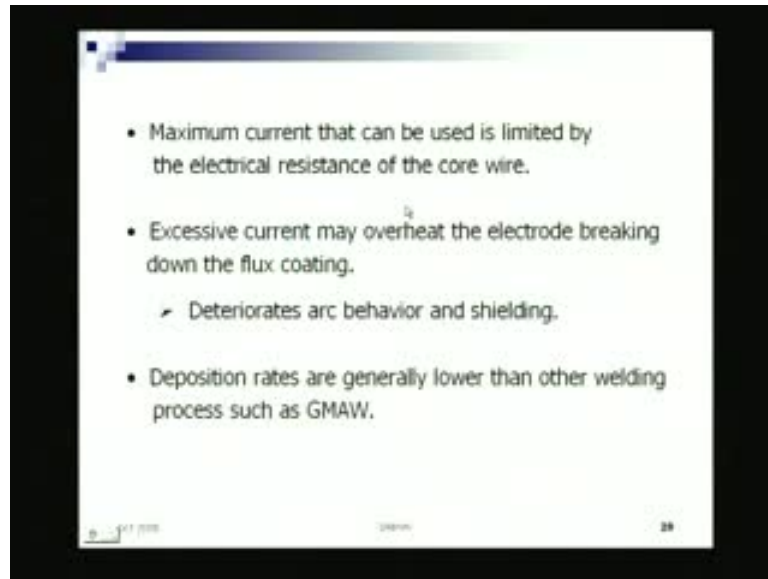 • Maximum current that can be used is limited by
the electrical resistance of the core wire.
• Excessive current may overheat the electrode breaking
down the flux coating.
➢ Deteriorates arc behavior and shielding.
• Deposition rates are generally lower than other welding
process such as GMAW.